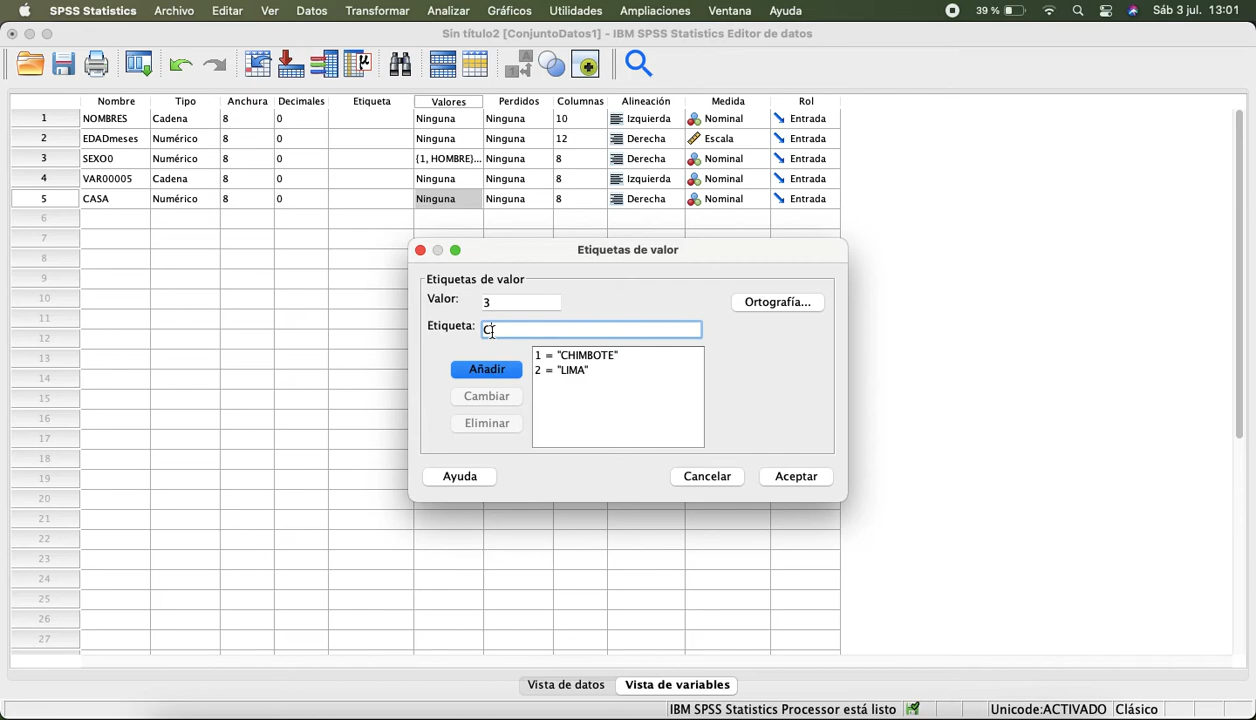 SPSS Statistics Archivo Editar Ver Datos Transformar Analizar Gráficos Utilidades Ampliaciones Ventana Ayuda 39 % Sáb 3 jul. 13:01
Sin título2 [ConjuntoDatos1] - IBM SPSS Statistics Editor de datos
Nombre Tipo Anchura Decimales Etiqueta Valores Perdidos Columnas Alineación Medida Rol
1 NOMBRES Cadena 8 0 Ninguna Ninguna 10 Izquierda Nominal Entrada
2 EDADmeses Numérico 8 0 Ninguna Ninguna 12 Derecha Escala Entrada
3 SEXO0 Numérico 8 0 {1, HOMBRE}... Ninguna 8 Derecha Nominal Entrada
4 VAR00005 Cadena 8 0 Ninguna Ninguna 8 Izquierda Nominal Entrada
5 CASA Numérico 8 0 Ninguna Ninguna 8 Derecha Nominal Entrada
6
7
8
9
10
11
12
13
14
15
16
17
18
19
20
21
22
23
24
25
26
27
Etiquetas de valor
Etiquetas de valor
Valor: 3 Ortografía...
Etiqueta: C
1 = "CHIMBOTE"
2 = "LIMA"
Añadir
Cambiar
Eliminar
Ayuda Cancelar Aceptar
Vista de datos Vista de variables
IBM SPSS Statistics Processor está listo Unicode:ACTIVADO Clásico